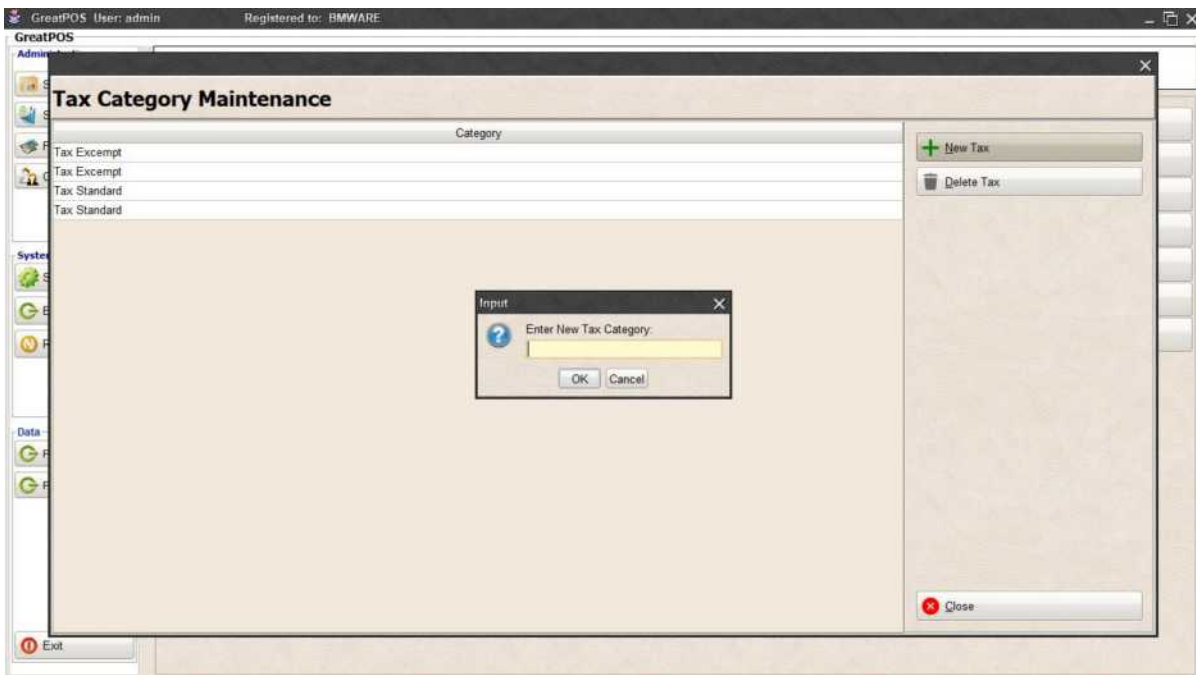 GreatPOS User: admin Registered to: BMWARE
GreatPOS
Tax Category Maintenance
Category
Tax Excempt
Tax Excempt
Tax Standard
Tax Standard
New Tax
Delete Tax
System
Input
Enter New Tax Category:
OK Cancel
Data
Close
Exit